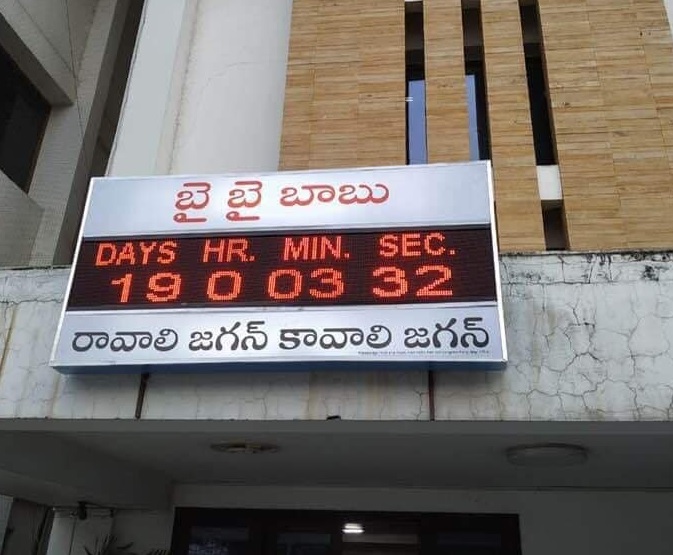 బై బై బాబు
DAYS HR. MIN. SEC.
19 0 03 32
రావాలి జగన్ కావాలి జగన్